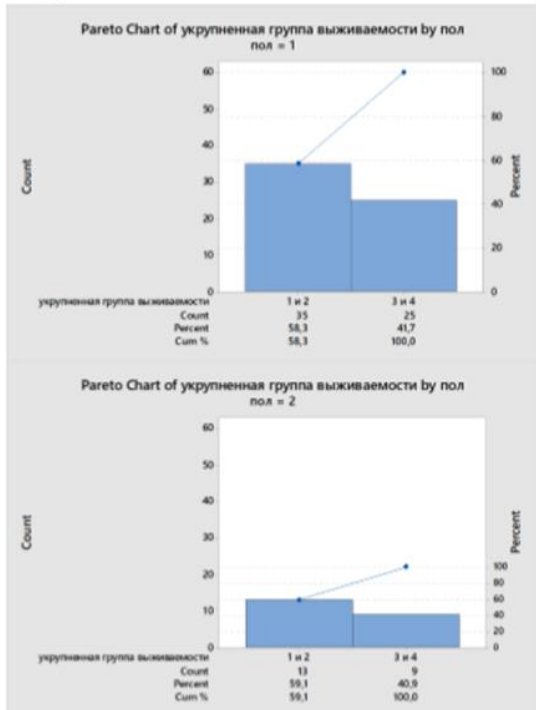 Pareto Chart of укрупненная группа выживаемости by пол
пол = 1
60
50
40
30
20
10
0
Count
100
80
60
40
20
0
Percent
укрупненная группа выживаемости 1 и 2 3 и 4
Count 35 25
Percent 58,3 41,7
Cum % 58,3 100,0
Pareto Chart of укрупненная группа выживаемости by пол
пол = 2
60
50
40
30
20
10
0
Count
100
80
60
40
20
0
Percent
укрупненная группа выживаемости 1 и 2 3 и 4
Count 13 9
Percent 59,1 40,9
Cum % 59,1 100,0